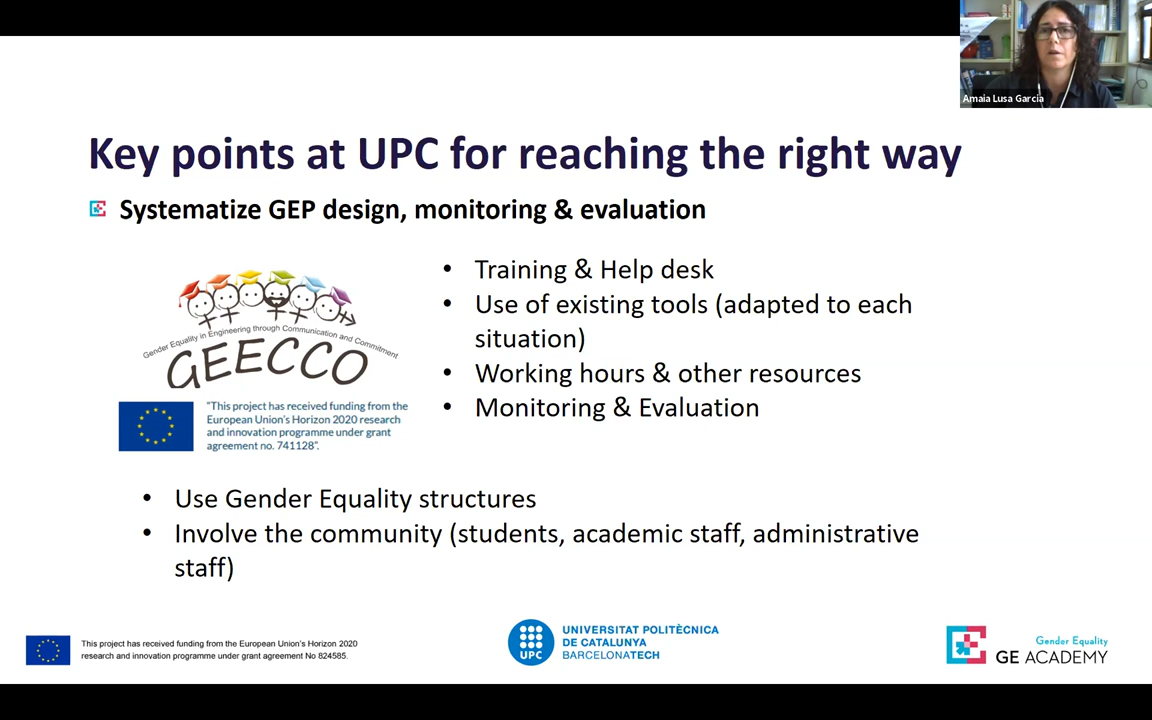 Amaia Lusa Garcia
Key points at UPC for reaching the right way
Systematize GEP design, monitoring & evaluation
• Training & Help desk
• Use of existing tools (adapted to each
situation)
• Working hours & other resources
• Monitoring & Evaluation
Gender Equality in Engineering through Communication and Commitment
GEECCO
"This project has received funding from the
European Union's Horizon 2020 research
and innovation programme under grant
agreement no. 741128".
• Use Gender Equality structures
• Involve the community (students, academic staff, administrative
staff)
This project has received funding from the European Union's Horizon 2020
research and innovation programme under grant agreement No 824585.
UPC
UNIVERSITAT POLITÈCNICA
DE CATALUNYA
BARCELONATECH
Gender Equality
GE ACADEMY